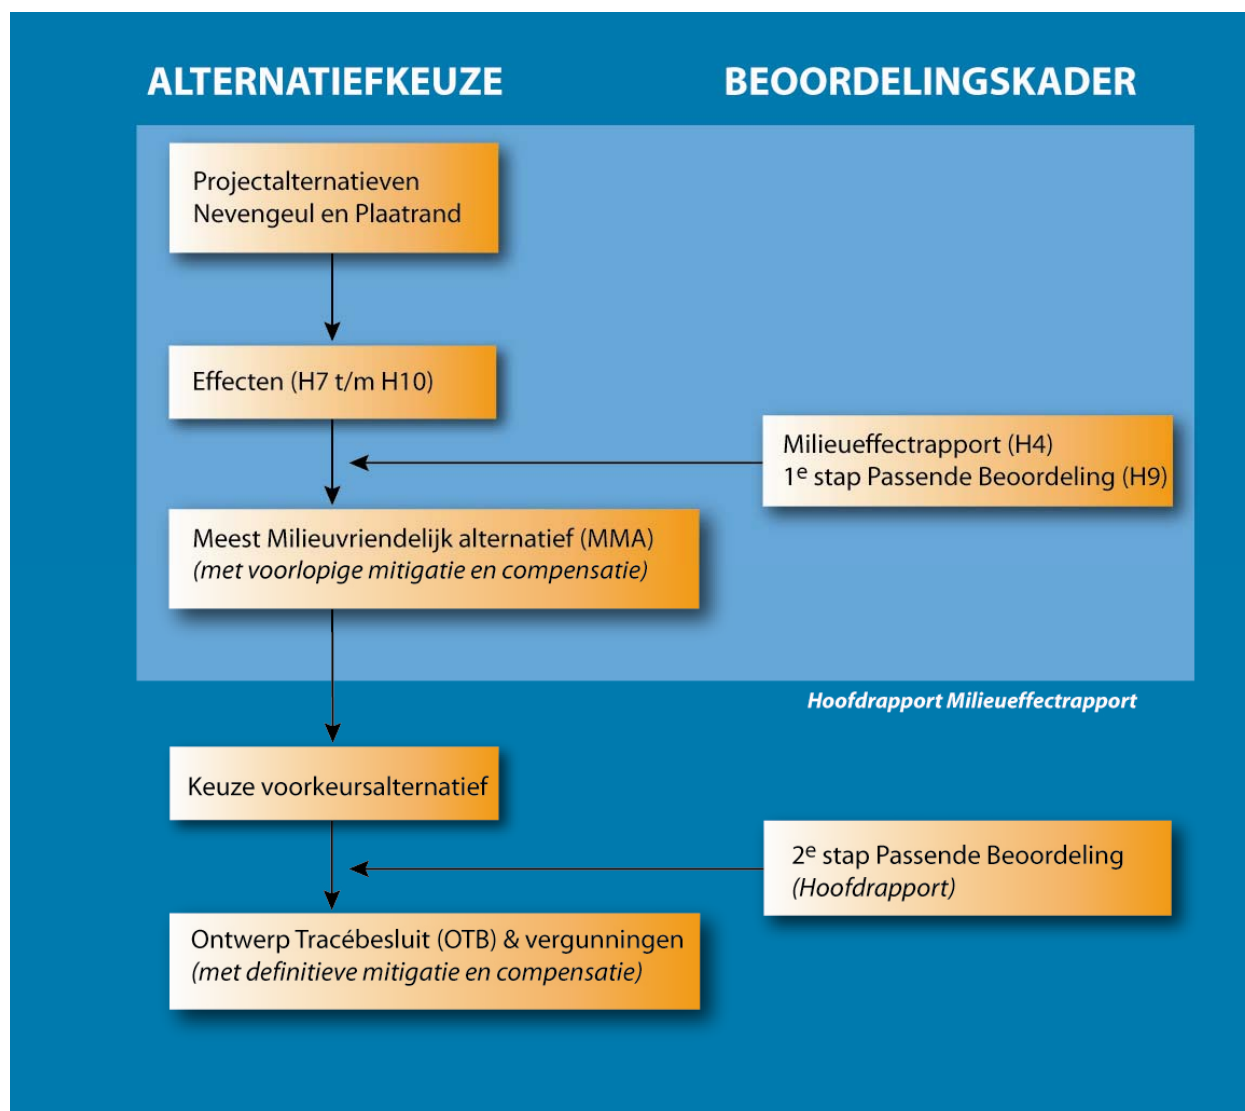 ALTERNATIEFKEUZE
BEOORDELINGSKADER
Projectalternatieven
Nevengeul en Plaatrand
Effecten (H7 t/m H10)
Milieueffectrapport (H4)
1e stap Passende Beoordeling (H9)
Meest Milieuvriendelijk alternatief (MMA)
(met voorlopige mitigatie en compensatie)
Hoofdrapport Milieueffectrapport
Keuze voorkeursalternatief
2e stap Passende Beoordeling
(Hoofdrapport)
Ontwerp Tracébesluit (OTB) & vergunningen
(met definitieve mitigatie en compensatie)